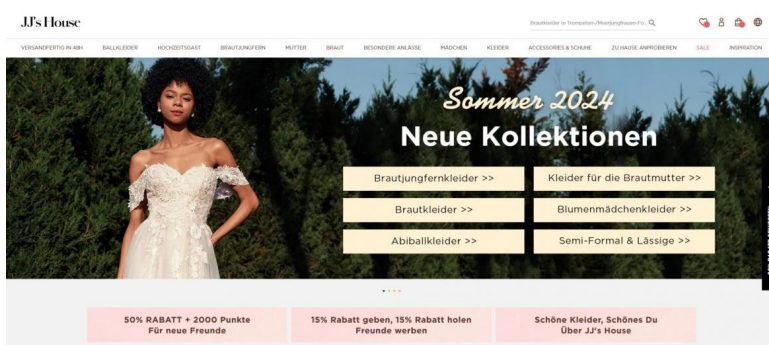 JJ's House
Brautkleider in Trompeten-/Meerjungfrauen-Fo...
VERSANDFERTIG IN 48H BALLKLEIDER HOCHZEITSGAST BRAUTJUNGFERN MUTTER BRAUT BESONDERE ANLÄSSE MÄDCHEN KLEIDER ACCESSOIRES & SCHUHE ZU HAUSE ANPROBIEREN SALE INSPIRATION
Sommer 2024
Neue Kollektionen
Brautjungfernkleider >> Kleider für die Brautmutter >>
Brautkleider >> Blumenmädchenkleider >>
Abiballkleider >> Semi-Formal & Lässige >>
50% RABATT + 2000 Punkte
Für neue Freunde
15% Rabatt geben, 15% Rabatt holen
Freunde werben
Schöne Kleider, Schönes Du
Über JJ's House